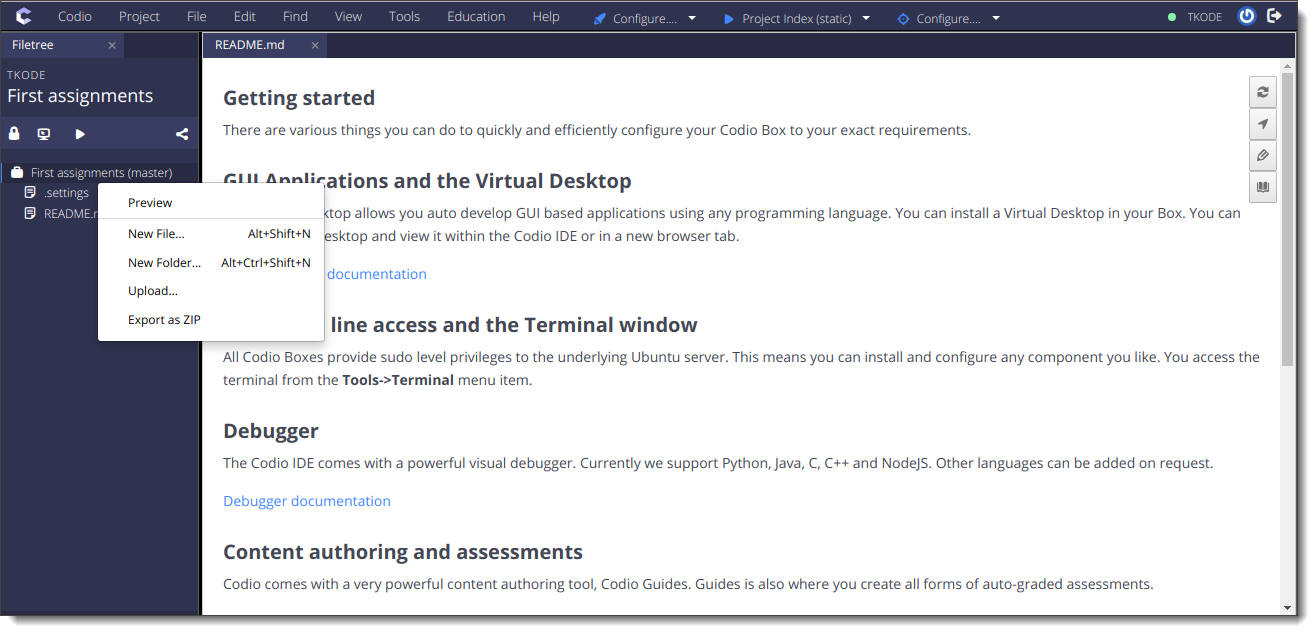 Codio Project File Edit Find View Tools Education Help Configure.... Project Index (static) Configure.... TKODE
Filetree
README.md
TKODE
First assignments
First assignments (master)
.settings
README.
Preview
New File... Alt+Shift+N
New Folder... Alt+Ctrl+Shift+N
Upload...
Export as ZIP
Getting started
There are various things you can do to quickly and efficiently configure your Codio Box to your exact requirements.
GUI Applications and the Virtual Desktop
ktop allows you auto develop GUI based applications using any programming language. You can install a Virtual Desktop in your Box. You can
esktop and view it within the Codio IDE or in a new browser tab.
documentation
line access and the Terminal window
All Codio Boxes provide sudo level privileges to the underlying Ubuntu server. This means you can install and configure any component you like. You access the
terminal from the Tools->Terminal menu item.
Debugger
The Codio IDE comes with a powerful visual debugger. Currently we support Python, Java, C, C++ and NodeJS. Other languages can be added on request.
Debugger documentation
Content authoring and assessments
Codio comes with a very powerful content authoring tool, Codio Guides. Guides is also where you create all forms of auto-graded assessments.